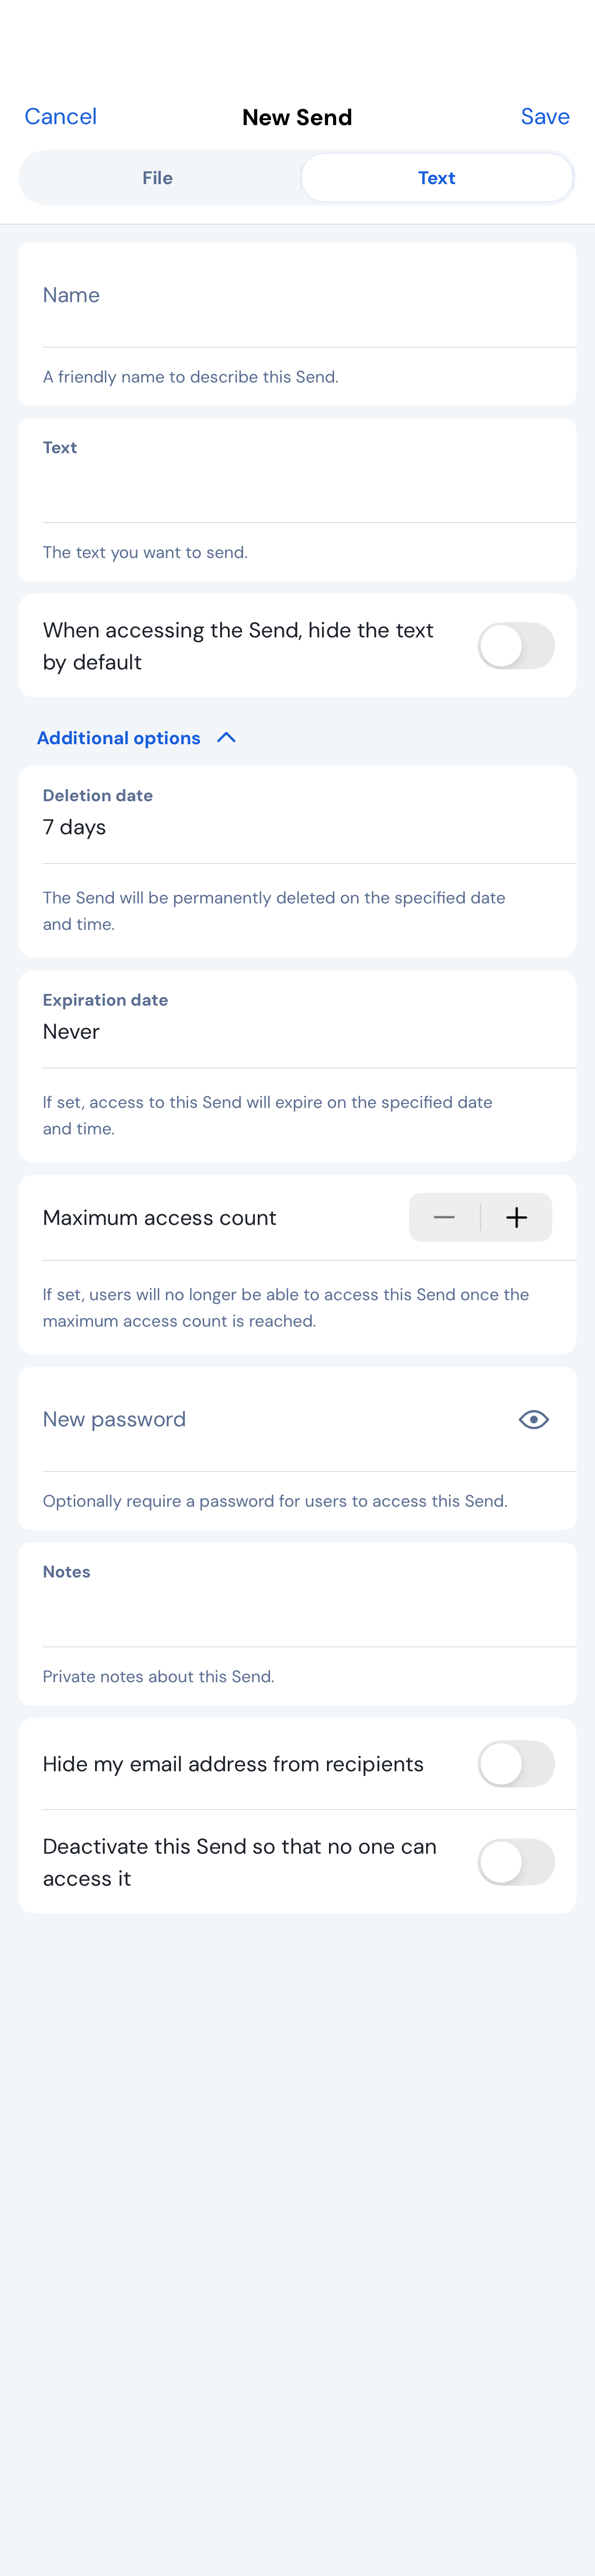 Cancel New Send Save
File Text
Name
A friendly name to describe this Send.
Text
The text you want to send.
When accessing the Send, hide the text
by default
Additional options
Deletion date
7 days
The Send will be permanently deleted on the specified date
and time.
Expiration date
Never
If set, access to this Send will expire on the specified date
and time.
Maximum access count
If set, users will no longer be able to access this Send once the
maximum access count is reached.
New password
Optionally require a password for users to access this Send.
Notes
Private notes about this Send.
Hide my email address from recipients
Deactivate this Send so that no one can
access it